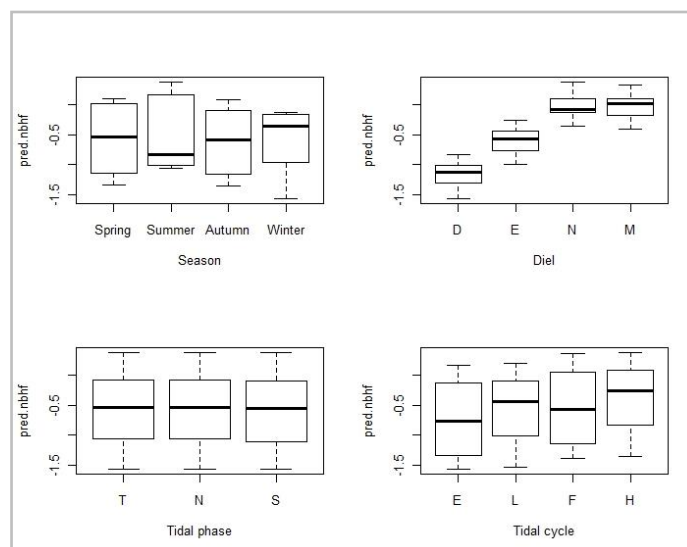 pred.nbhf
-0.5
-1.5
Spring Summer Autumn Winter
Season
pred.nbhf
-0.5
-1.5
D E N M
Diel
pred.nbhf
-0.5
-1.5
T N S
Tidal phase
pred.nbhf
-0.5
-1.5
E L F H
Tidal cycle